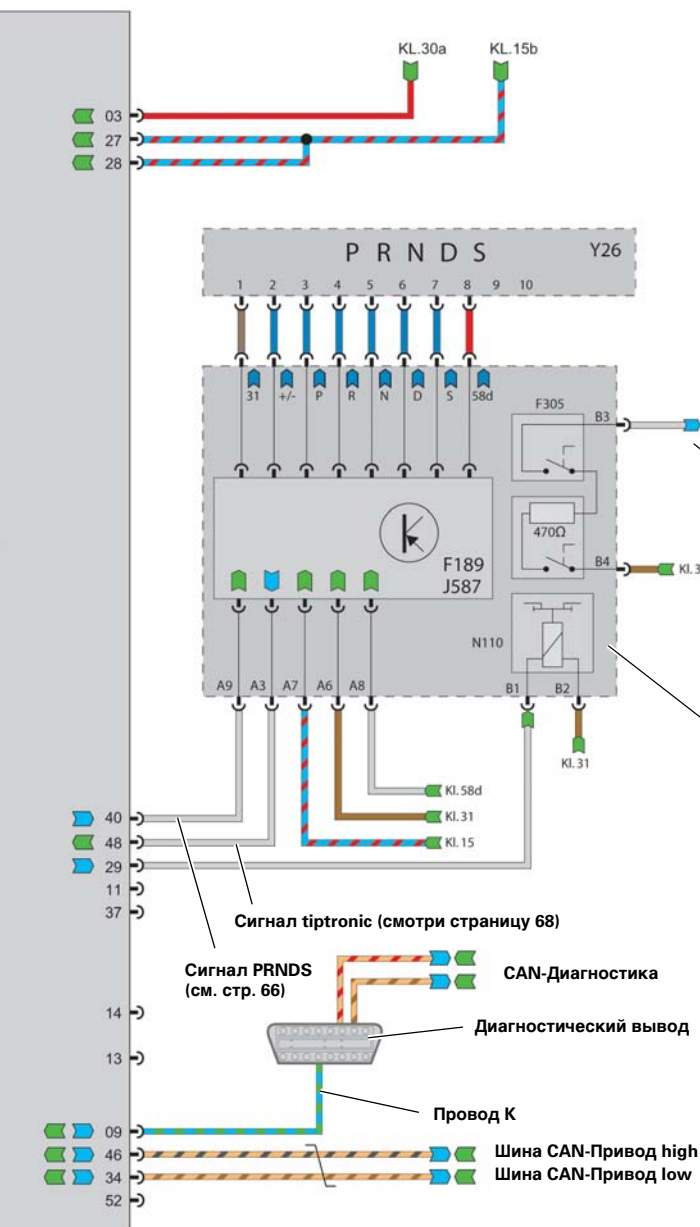 KL.30a KL.15b
03
27
28
P R N D S Y26
1 2 3 4 5 6 7 8 9 10
31 +/- P R N D S 58d
F305
B3
470Ω
B4
Kl.3
F189
J587
N110
A9 A3 A7 A6 A8 B1 B2
Kl.31
Kl.58d
40 Kl.31
48 Kl.15
29
11
37
Сигнал tiptronic (смотри страницу 68)
Сигнал PRNDS
(см. стр. 66)
CAN-Диагностика
14
Диагностический вывод
13
Провод K
09
46 Шина CAN-Привод high
34 Шина CAN-Привод low
52